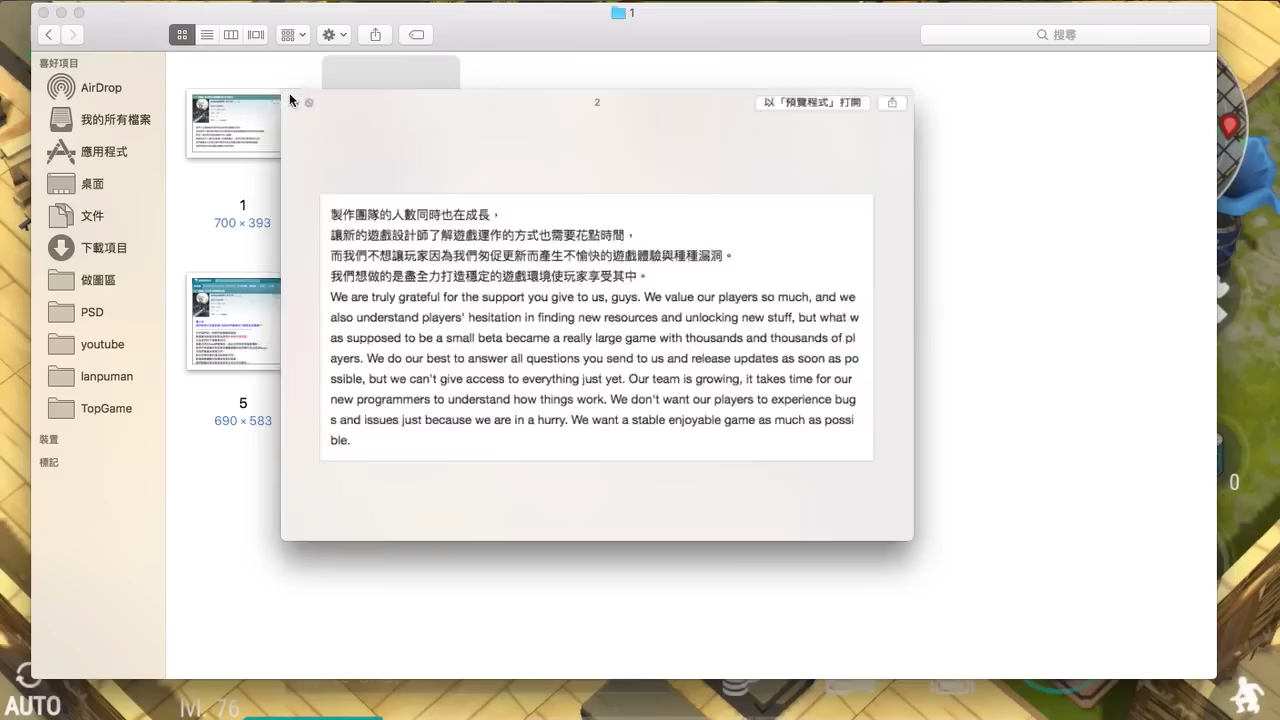 1
搜尋
喜好項目
AirDrop
我的所有檔案
應用程式
桌面
文件
下載項目
做圖區
PSD
youtube
lanpuman
TopGame
裝置
標記
1
700 × 393
5
690 × 583
2
以「預覽程式」打開
製作團隊的人數同時也在成長，
讓新的遊戲設計師了解遊戲運作的方式也需要花點時間，
而我們不想讓玩家因為我們匆促更新而產生不愉快的遊戲體驗與種種漏洞。
我們想做的是盡全力打造穩定的遊戲環境使玩家享受其中。
We are truly grateful for the support you give to us, guys. We value our players so much, and we
also understand players' hesitation in finding new resources and unlocking new stuff, but what w
as supposed to be a small beta became a really large game with thousands and thousands of pl
ayers. We do our best to answer all questions you send to us and release updates as soon as po
ssible, but we can't give access to everything just yet. Our team is growing, it takes time for our
new programmers to understand how things work. We don't want our players to experience bug
s and issues just because we are in a hurry. We want a stable enjoyable game as much as possi
ble.
0
AUTO
lvl. 76